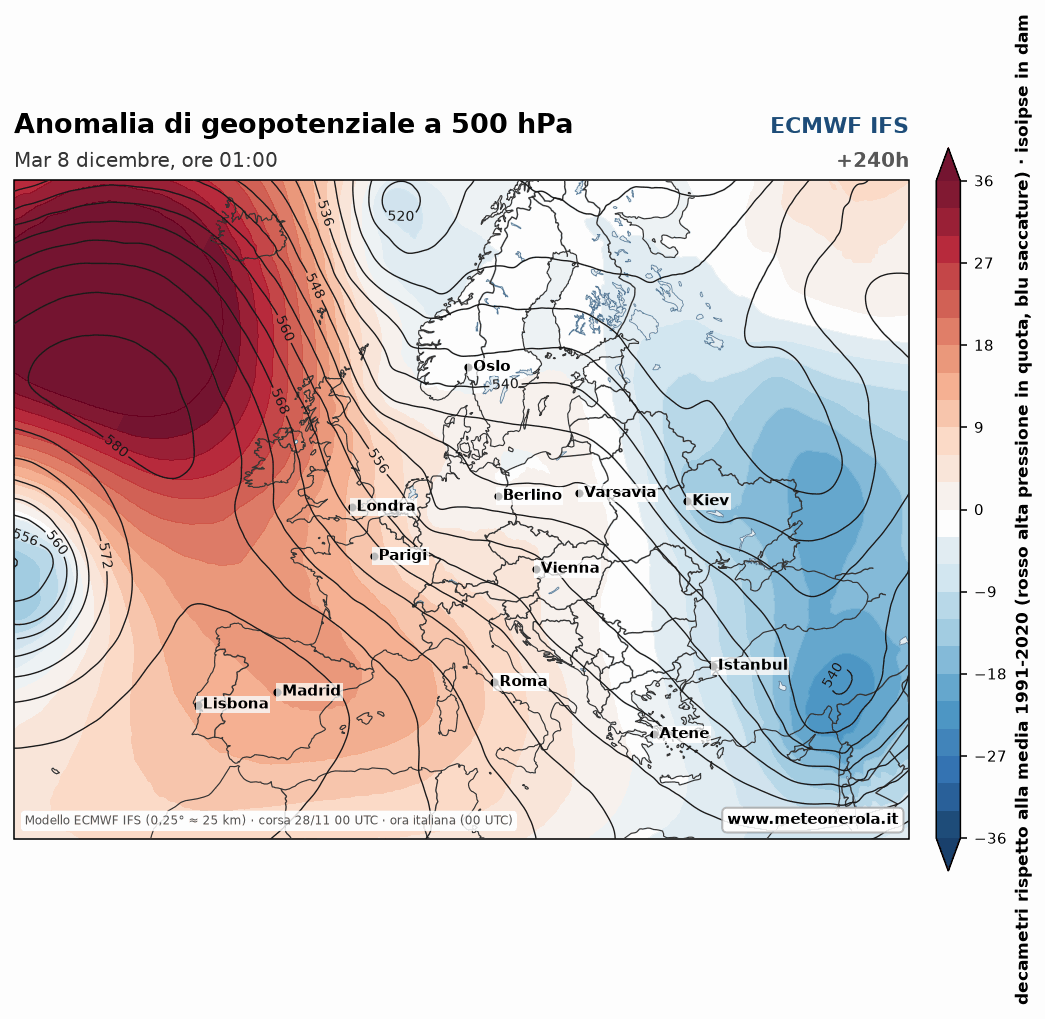 Anomalia di geopotenziale a 500 hPa
ECMWF IFS
Mar 8 dicembre, ore 01:00
+240h
520
536
548
560
568
540
580
556
556
560
572
540
Oslo
Londra
Berlino
Varsavia
Kiev
Parigi
Vienna
Istanbul
Roma
Madrid
Lisbona
Atene
Modello ECMWF IFS (0,25° ≈ 25 km) · corsa 28/11 00 UTC · ora italiana (00 UTC)
www.meteonerola.it
36
27
18
9
0
−9
−18
−27
−36
decametri rispetto alla media 1991-2020 (rosso alta pressione in quota, blu saccature) · isoipse in dam